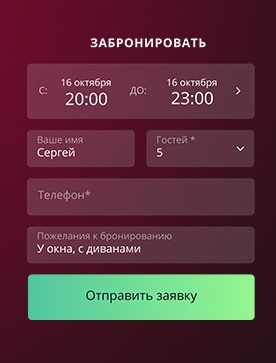 ЗАБРОНИРОВАТЬ
С: 16 октября ДО: 16 октября
20:00 23:00
Ваше имя Гостей *
Сергей 5
Телефон*
Пожелания к бронированию
У окна, с диванами
Отправить заявку